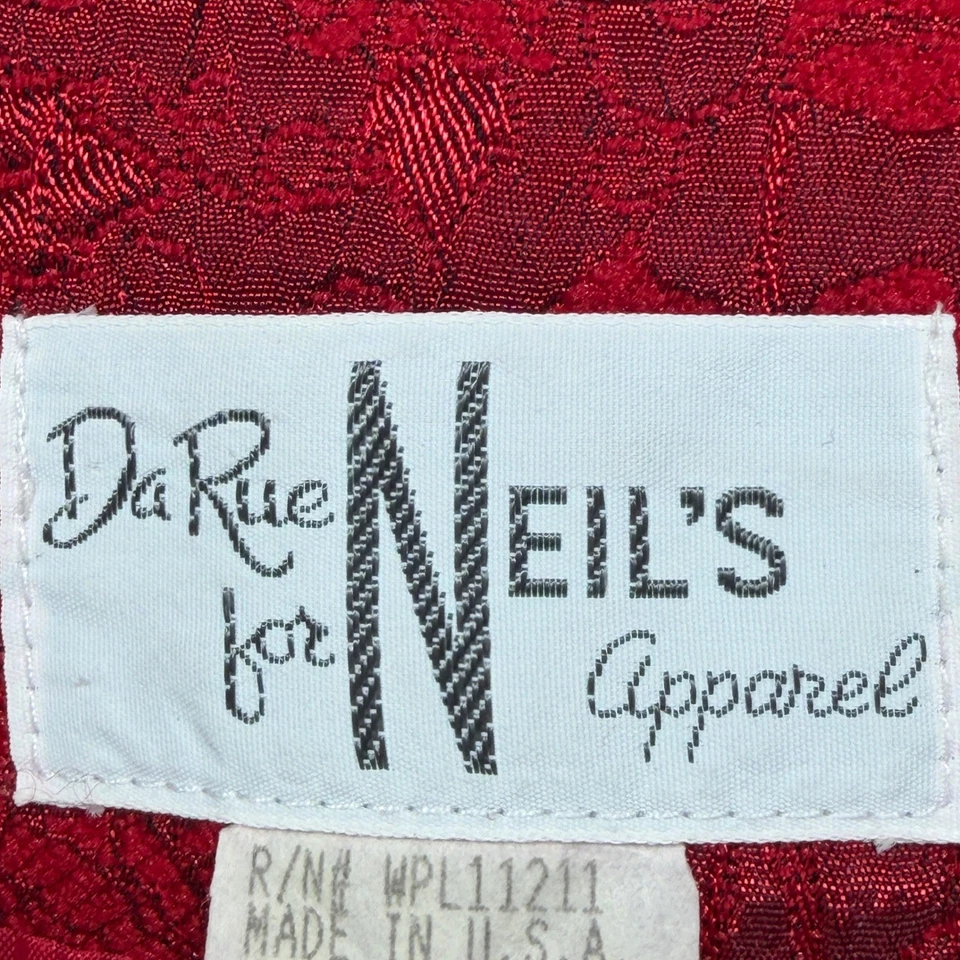 DaRue
for
NEIL'S
apparel
R/N# WPL11211
MADE IN U.S.A.